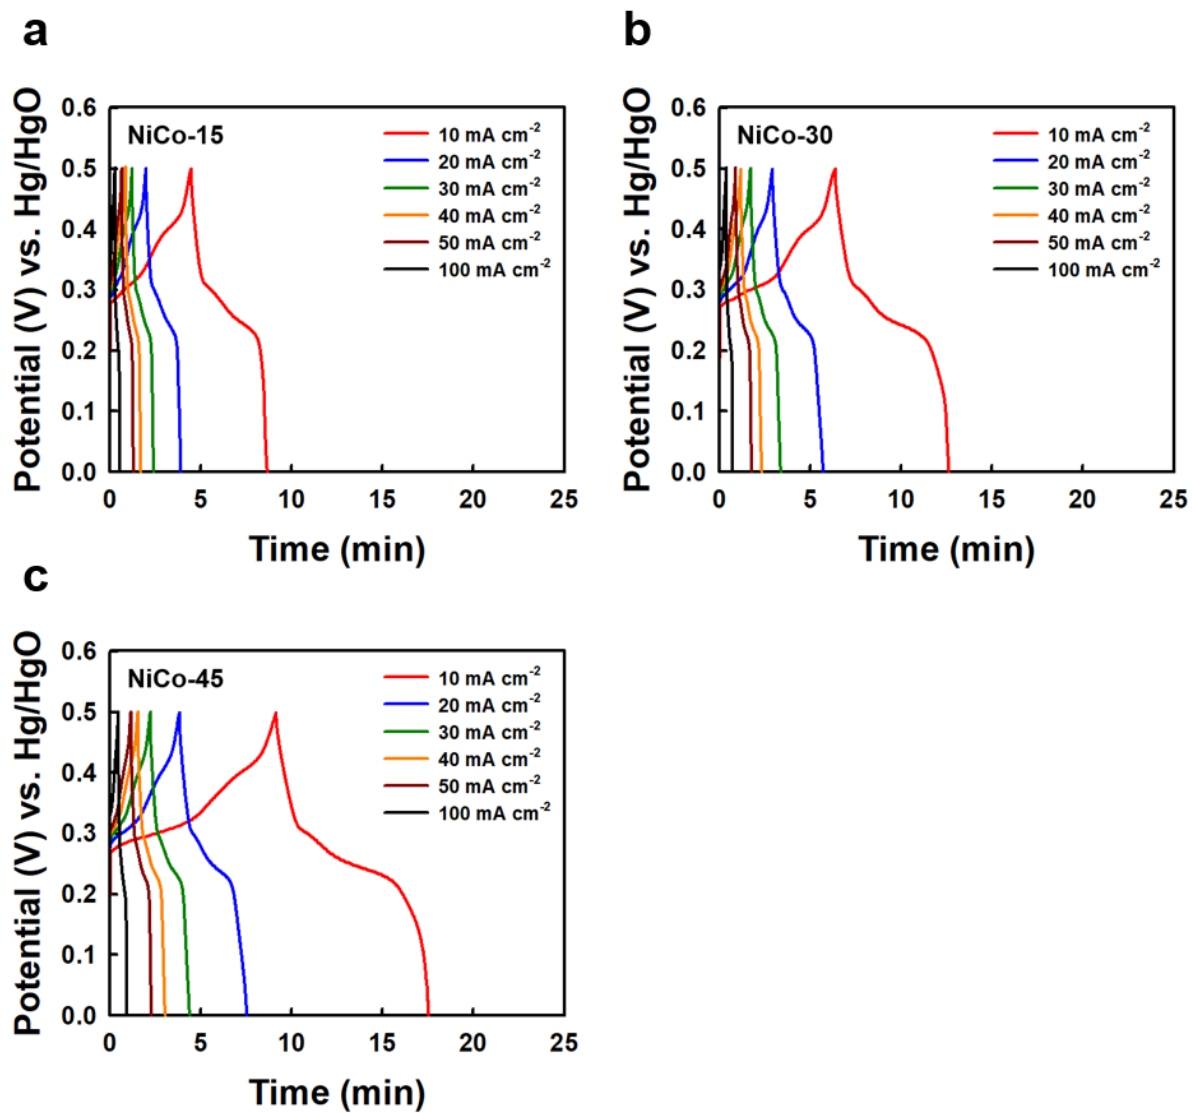 a
Potential (V) vs. Hg/HgO
0.6
0.5
0.4
0.3
0.2
0.1
0.0
NiCo-15
10 mA cm⁻²
20 mA cm⁻²
30 mA cm⁻²
40 mA cm⁻²
50 mA cm⁻²
100 mA cm⁻²
0 5 10 15 20 25
Time (min)
b
Potential (V) vs. Hg/HgO
0.6
0.5
0.4
0.3
0.2
0.1
0.0
NiCo-30
10 mA cm⁻²
20 mA cm⁻²
30 mA cm⁻²
40 mA cm⁻²
50 mA cm⁻²
100 mA cm⁻²
0 5 10 15 20 25
Time (min)
c
Potential (V) vs. Hg/HgO
0.6
0.5
0.4
0.3
0.2
0.1
0.0
NiCo-45
10 mA cm⁻²
20 mA cm⁻²
30 mA cm⁻²
40 mA cm⁻²
50 mA cm⁻²
100 mA cm⁻²
0 5 10 15 20 25
Time (min)